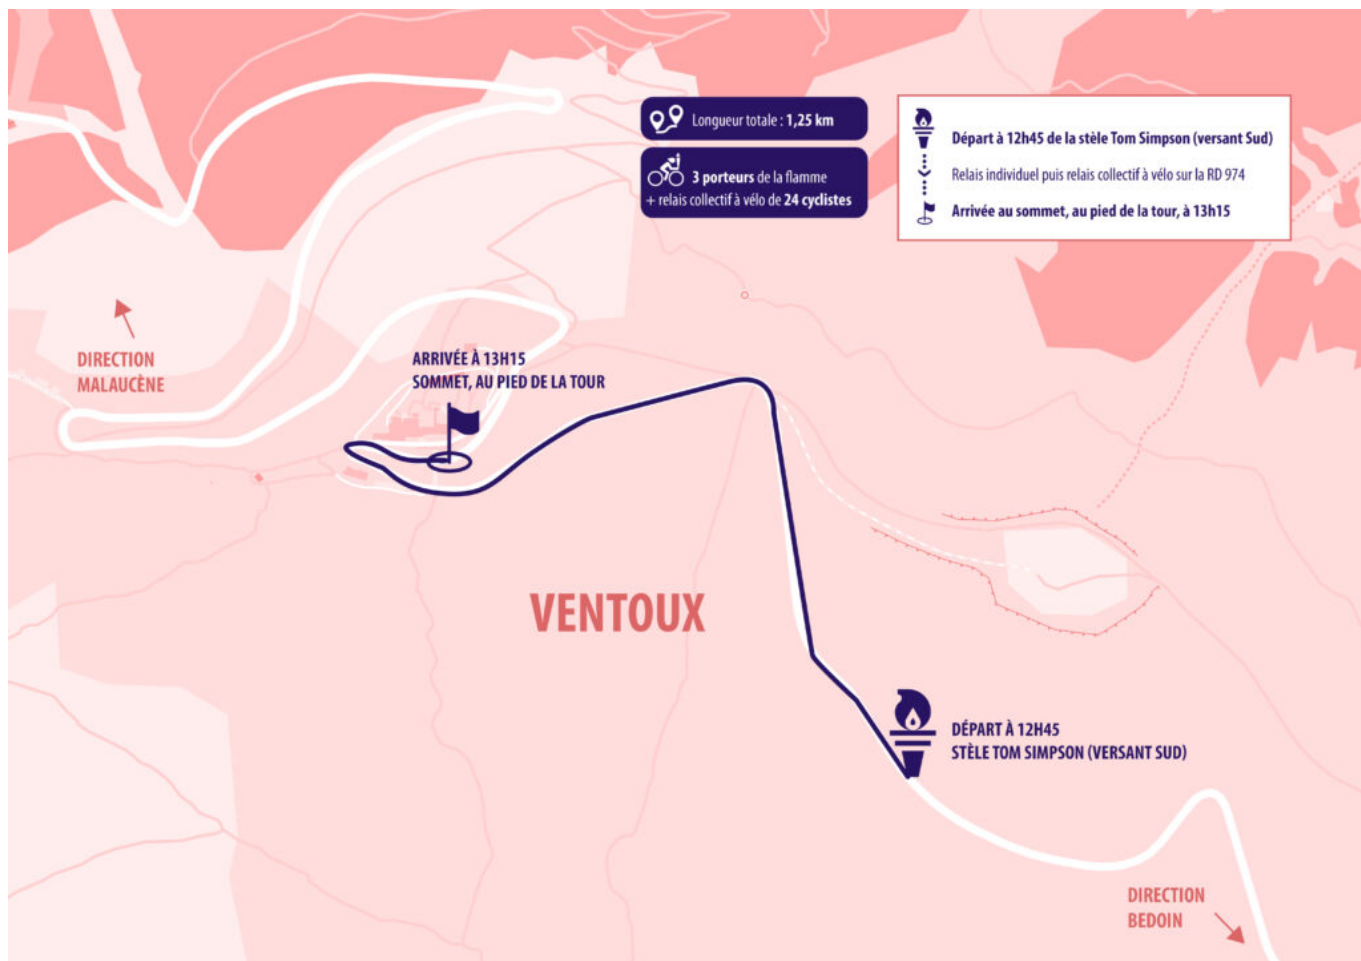 Longueur totale : 1,25 km
3 porteurs de la flamme
+ relais collectif à vélo de 24 cyclistes
Départ à 12h45 de la stèle Tom Simpson (versant Sud)
Relais individuel puis relais collectif à vélo sur la RD 974
Arrivée au sommet, au pied de la tour, à 13h15
DIRECTION
MALAUCÈNE
ARRIVÉE À 13H15
SOMMET, AU PIED DE LA TOUR
VENTOUX
DÉPART À 12H45
STÈLE TOM SIMPSON (VERSANT SUD)
DIRECTION
BEDOIN